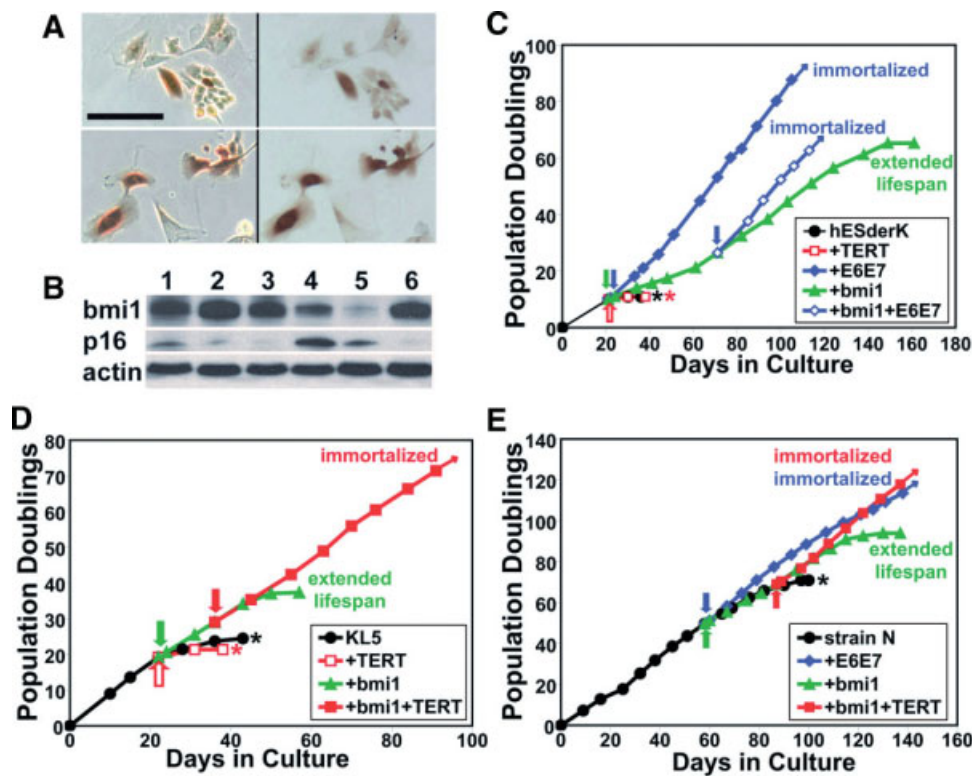 A
B
1 2 3 4 5 6
bmi1
p16
actin
C
Population Doublings
100
80
60
40
20
0
0 20 40 60 80 100 120 140 160 180
Days in Culture
immortalized
immortalized
extended
lifespan
hESderK
+TERT
+E6E7
+bmi1
+bmi1+E6E7
* *
D
Population Doublings
80
70
60
50
40
30
20
10
0
0 20 40 60 80 100
Days in Culture
immortalized
extended
lifespan
*
*
KL5
+TERT
+bmi1
+bmi1+TERT
E
Population Doublings
140
120
100
80
60
40
20
0
0 20 40 60 80 100 120 140 160
Days in Culture
immortalized
immortalized
extended
lifespan
*
strain N
+E6E7
+bmi1
+bmi1+TERT